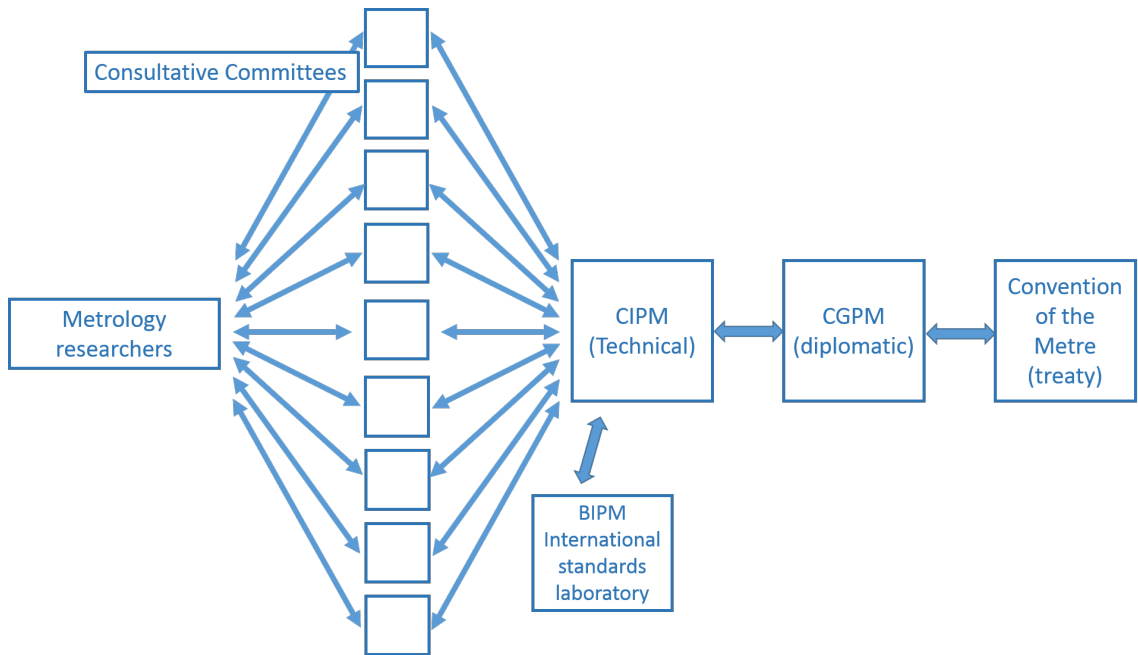 Consultative Committees
Metrology
researchers
CIPM
(Technical)
CGPM
(diplomatic)
Convention
of the
Metre
(treaty)
BIPM
International
standards
laboratory